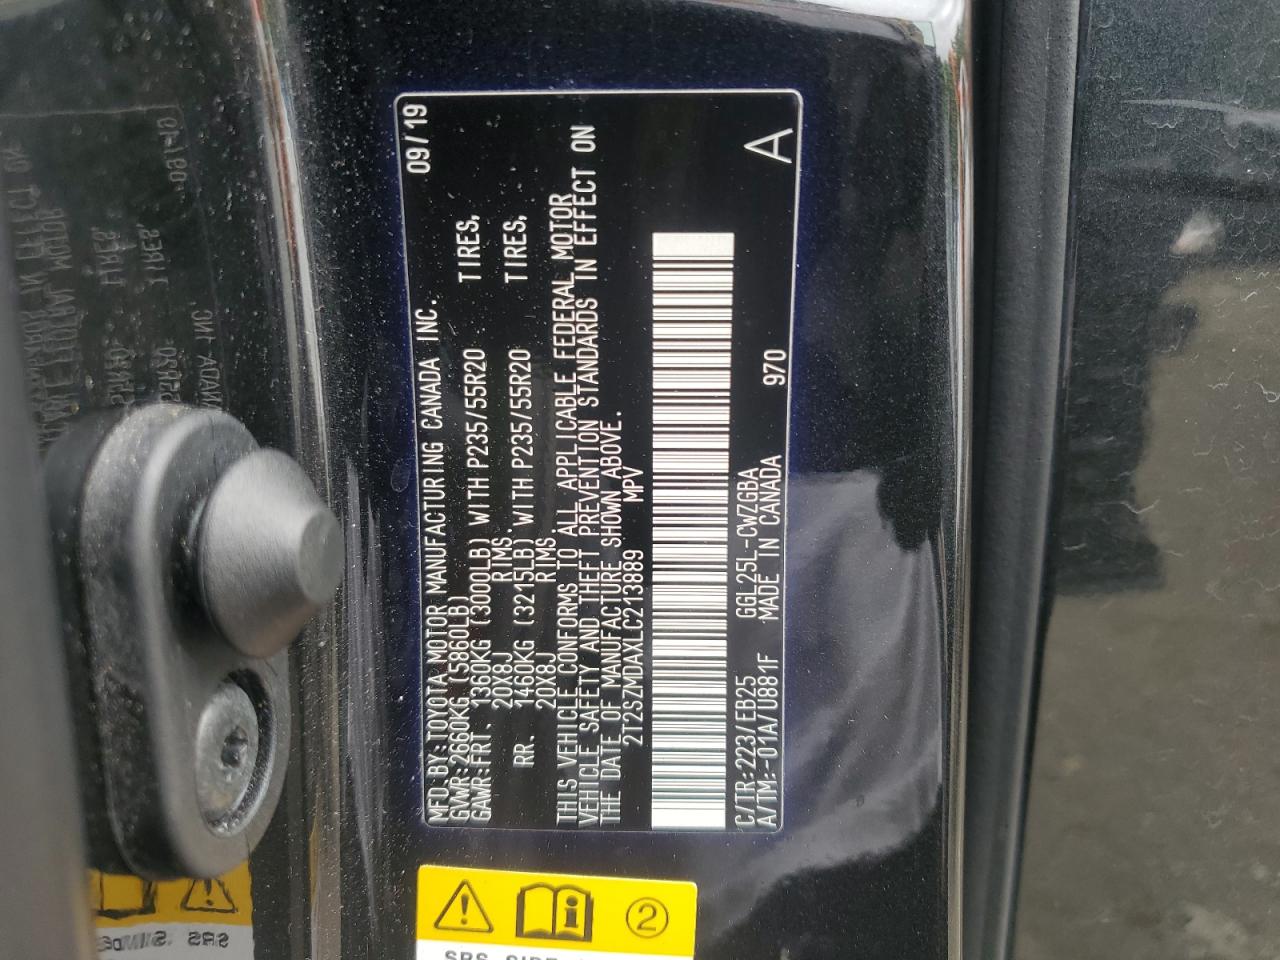 MFD.BY:TOYOTA MOTOR MANUFACTURING CANADA INC. 09/19
GVWR:2660KG (5860LB)
GAWR:FRT. 1360KG (3000LB) WITH P235/55R20 TIRES,
20X8J RIMS.
RR. 1460KG (3215LB) WITH P235/55R20 TIRES,
20X8J RIMS.
THIS VEHICLE CONFORMS TO ALL APPLICABLE FEDERAL MOTOR
VEHICLE SAFETY AND THEFT PREVENTION STANDARDS IN EFFECT ON
THE DATE OF MANUFACTURE SHOWN ABOVE.
2T2SZMDAXLC213889 MPV
C/TR:223/EB25 GGL25L-CWZGBA
A/TM:-01A/U881F MADE IN CANADA 970 A
2
SRS SIDE